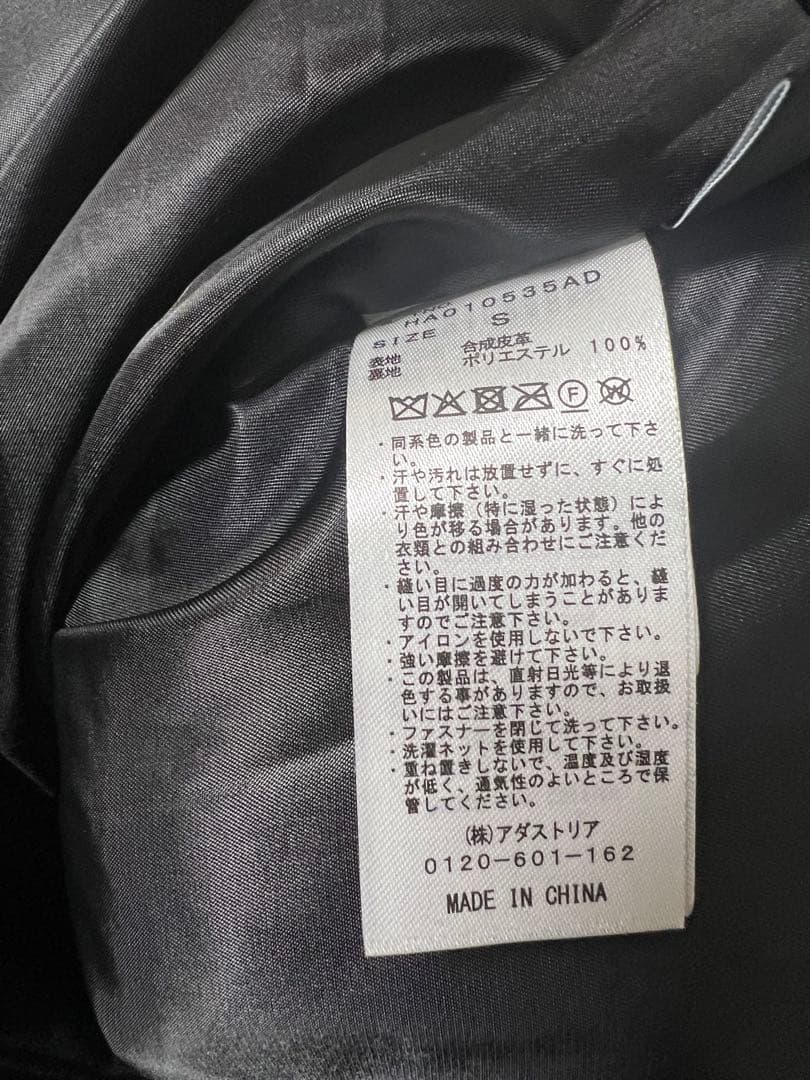 HA010535AD
SIZE S
表地 合成皮革
裏地 ポリエステル 100%
F W
・同系色の製品と一緒に洗って下さ
い。
・汗や汚れは放置せずに、すぐに処
置して下さい。
・汗や摩擦（特に湿った状態）によ
り色が移る場合があります。他の
衣類との組み合わせにご注意くだ
さい。
・縫い目に過度の力が加わると、縫
い目が開いてしまうことがありま
すのでご注意下さい。
・アイロンを使用しないで下さい。
・強い摩擦を避けて下さい。
・この製品は、直射日光等により退
色する事がありますので、お取扱
いにはご注意下さい。
・ファスナーを閉じて洗って下さい。
・洗濯ネットを使用して下さい。
・重ね置きしないで、温度及び湿度
が低く、通気性のよいところで保
管してください。
(株)アダストリア
0120-601-162
MADE IN CHINA